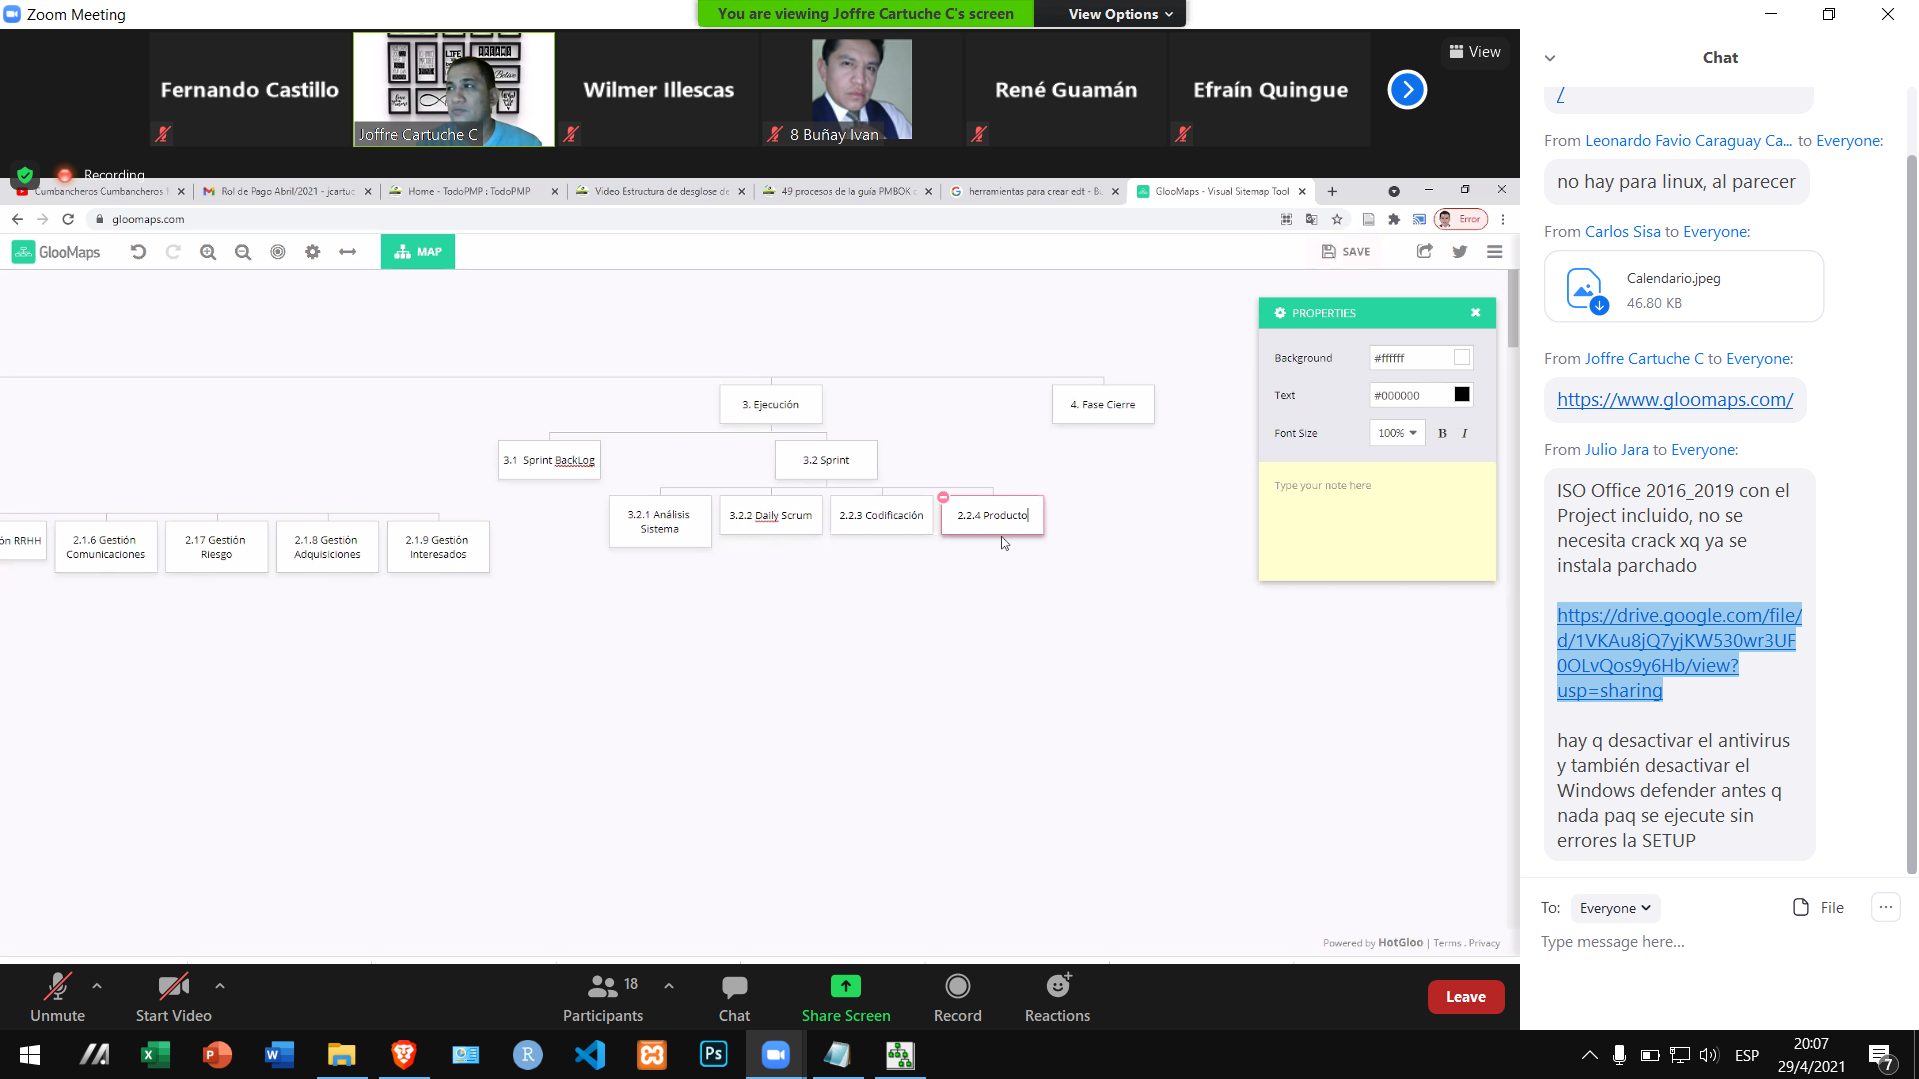 Zoom Meeting
You are viewing Joffre Cartuche C's screen
View Options
Fernando Castillo
Joffre Cartuche C
Wilmer Illescas
8 Buñay Ivan
René Guamán
Efraín Quingue
View
Recording
Cumbancheros Cumbancheros
Rol de Pago Abril/2021 - jcartuc
Home - TodoPMP : TodoPMP
Video Estructura de desglose de
49 procesos de la guía PMBOK
herramientas para crear edt - Bu
GlooMaps - Visual Sitemap Tool
gloomaps.com
Error
GlooMaps
MAP
SAVE
PROPERTIES
Background
#ffffff
Text
#000000
Font Size
100%
B
I
Type your note here
3. Ejecución
4. Fase Cierre
3.1 Sprint BackLog
3.2 Sprint
3.2.1 Análisis
Sistema
3.2.2 Daily Scrum
2.2.3 Codificación
2.2.4 Producto
ón RRHH
2.1.6 Gestión
Comunicaciones
2.17 Gestión
Riesgo
2.1.8 Gestión
Adquisiciones
2.1.9 Gestión
Interesados
Powered by HotGloo | Terms . Privacy
Chat
/
From Leonardo Favio Caraguay Ca... to Everyone:
no hay para linux, al parecer
From Carlos Sisa to Everyone:
Calendario.jpeg
46.80 KB
From Joffre Cartuche C to Everyone:
https://www.gloomaps.com/
From Julio Jara to Everyone:
ISO Office 2016_2019 con el
Project incluido, no se
necesita crack xq ya se
instala parchado
https://drive.google.com/file/
d/1VKAu8jQ7yjKW530wr3UF
0OLvQos9y6Hb/view?
usp=sharing
hay q desactivar el antivirus
y también desactivar el
Windows defender antes q
nada paq se ejecute sin
errores la SETUP
To: Everyone
File
Type message here...
Unmute
Start Video
Participants
18
Chat
Share Screen
Record
Reactions
Leave
ESP
20:07
29/4/2021
7